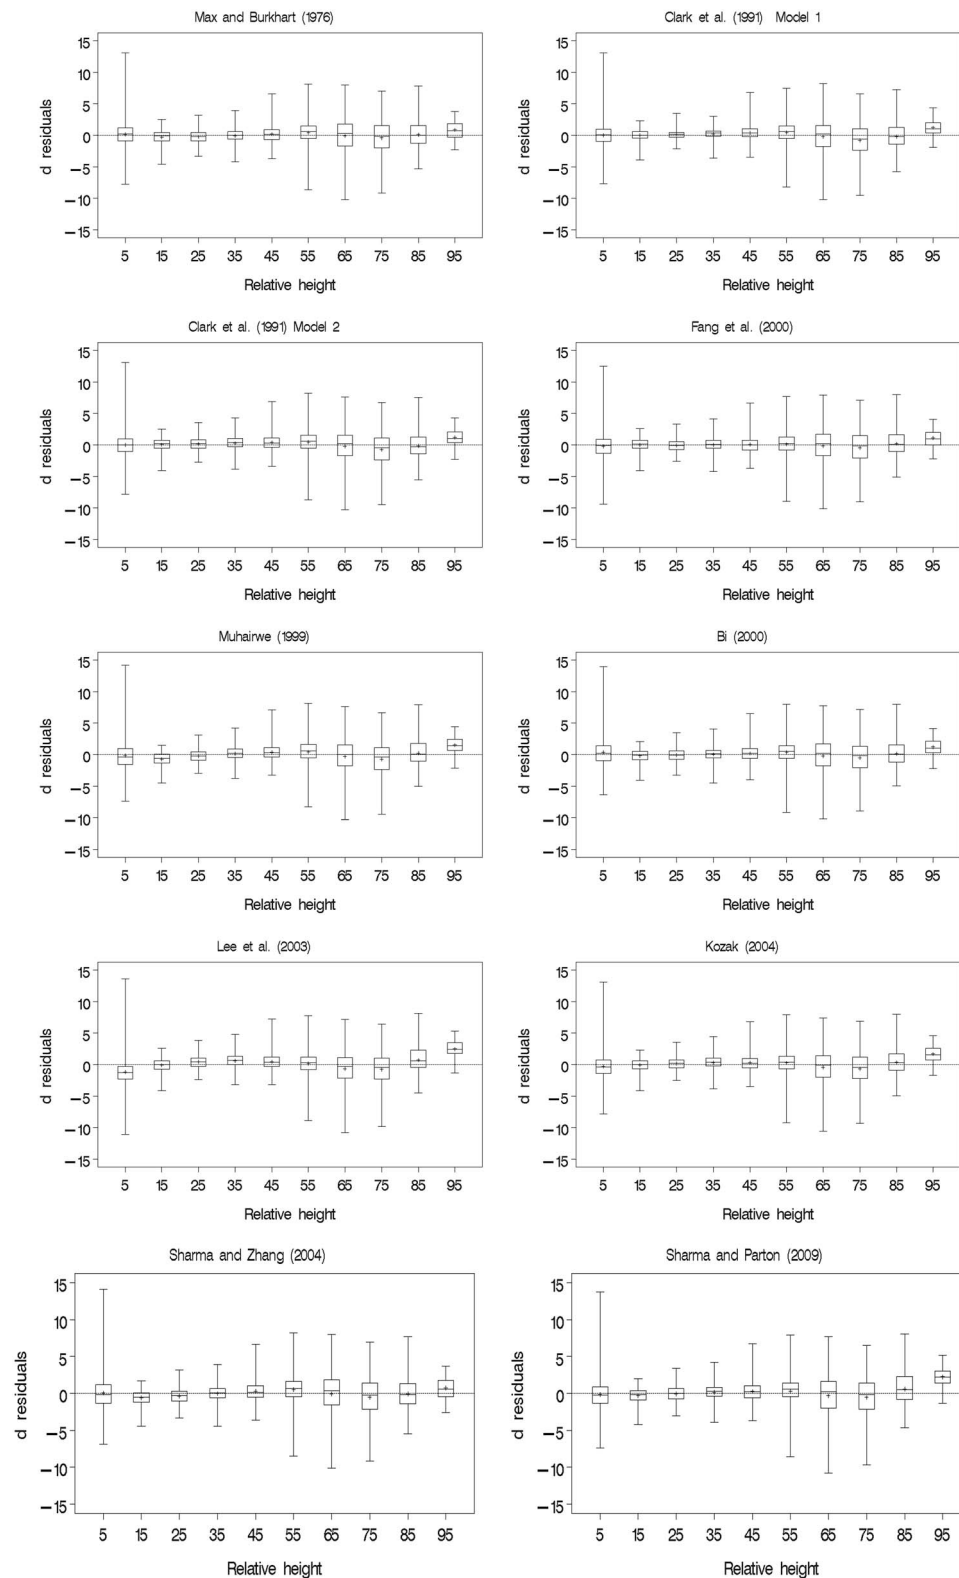 Max and Burkhart (1976)
15
10
5
0
−5
−10
−15
d residuals
5 15 25 35 45 55 65 75 85 95
Relative height
Clark et al. (1991) Model 1
15
10
5
0
−5
−10
−15
d residuals
5 15 25 35 45 55 65 75 85 95
Relative height
Clark et al. (1991) Model 2
15
10
5
0
−5
−10
−15
d residuals
5 15 25 35 45 55 65 75 85 95
Relative height
Fang et al. (2000)
15
10
5
0
−5
−10
−15
d residuals
5 15 25 35 45 55 65 75 85 95
Relative height
Muhairwe (1999)
15
10
5
0
−5
−10
−15
d residuals
5 15 25 35 45 55 65 75 85 95
Relative height
Bi (2000)
15
10
5
0
−5
−10
−15
d residuals
5 15 25 35 45 55 65 75 85 95
Relative height
Lee et al. (2003)
15
10
5
0
−5
−10
−15
d residuals
5 15 25 35 45 55 65 75 85 95
Relative height
Kozak (2004)
15
10
5
0
−5
−10
−15
d residuals
5 15 25 35 45 55 65 75 85 95
Relative height
Sharma and Zhang (2004)
15
10
5
0
−5
−10
−15
d residuals
5 15 25 35 45 55 65 75 85 95
Relative height
Sharma and Parton (2009)
15
10
5
0
−5
−10
−15
d residuals
5 15 25 35 45 55 65 75 85 95
Relative height